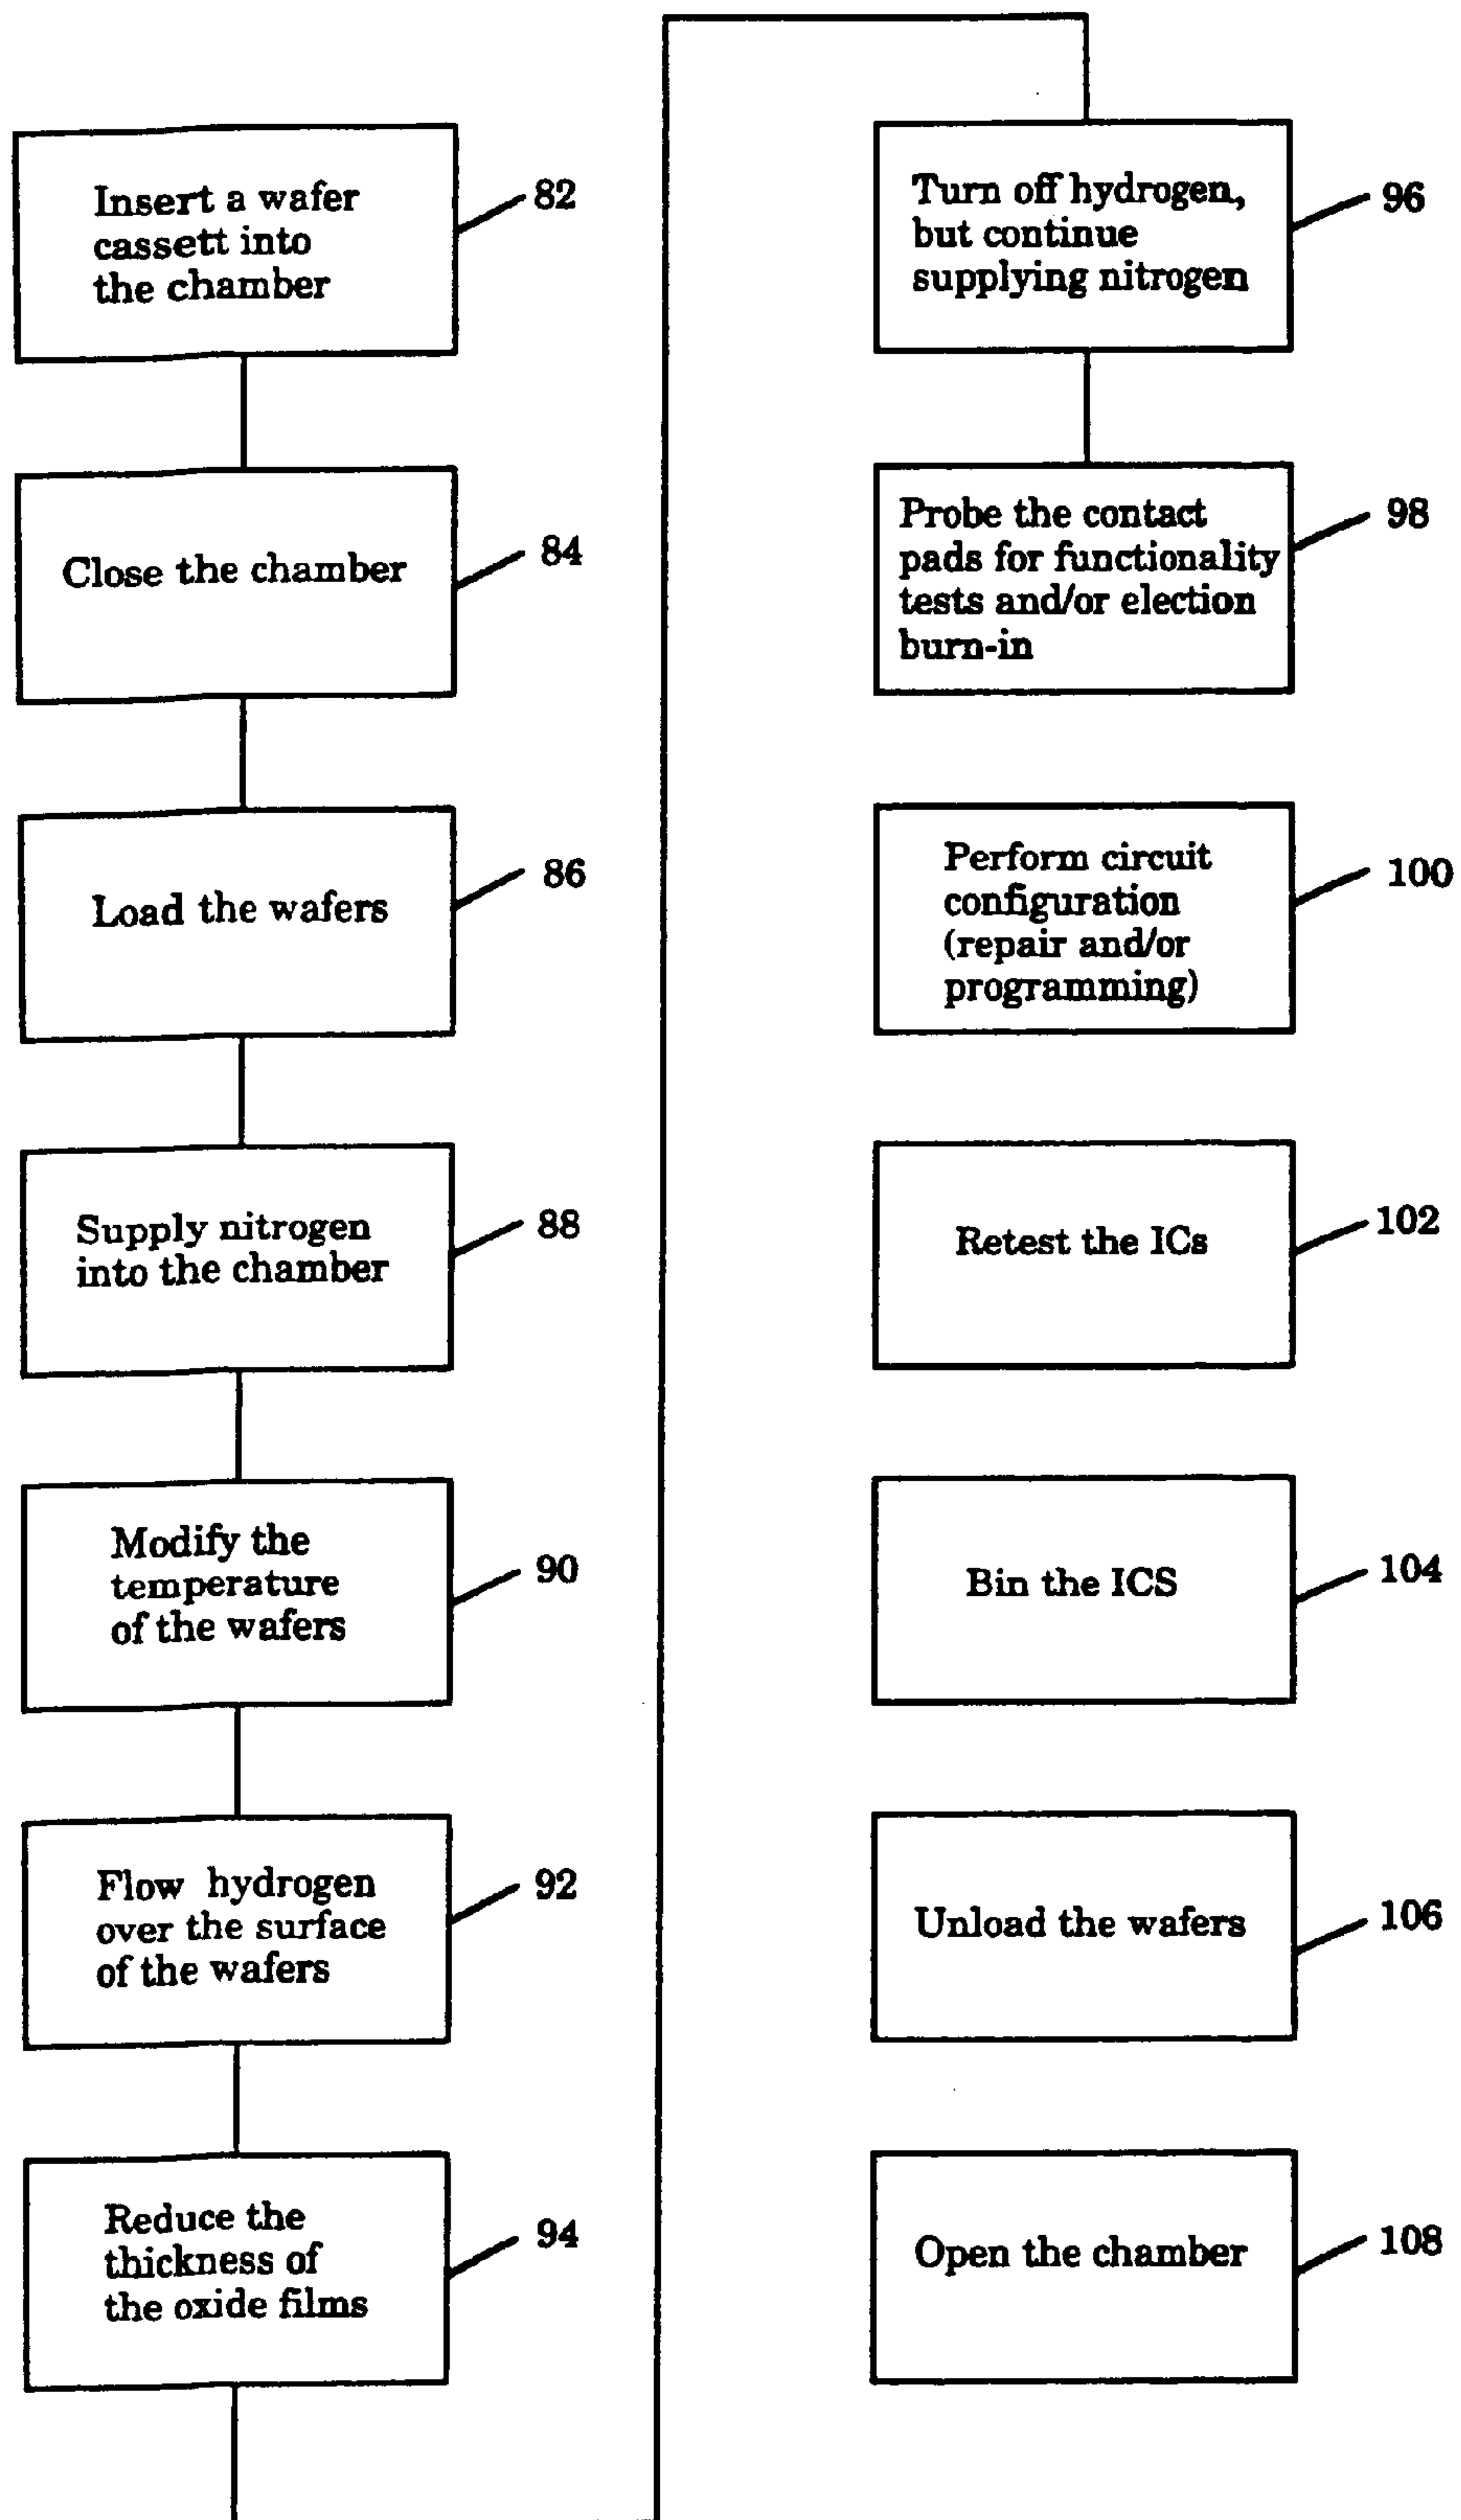 Insert a wafer
cassett into
the chamber
82
Close the chamber
84
Load the wafers
86
Supply nitrogen
into the chamber
88
Modify the
temperature
of the wafers
90
Flow hydrogen
over the surface
of the wafers
92
Reduce the
thickness of
the oxide films
94
Turn off hydrogen,
but continue
supplying nitrogen
96
Probe the contact
pads for functionality
tests and/or election
burn-in
98
Perform circuit
configuration
(repair and/or
programming)
100
Retest the ICs
102
Bin the ICS
104
Unload the wafers
106
Open the chamber
108